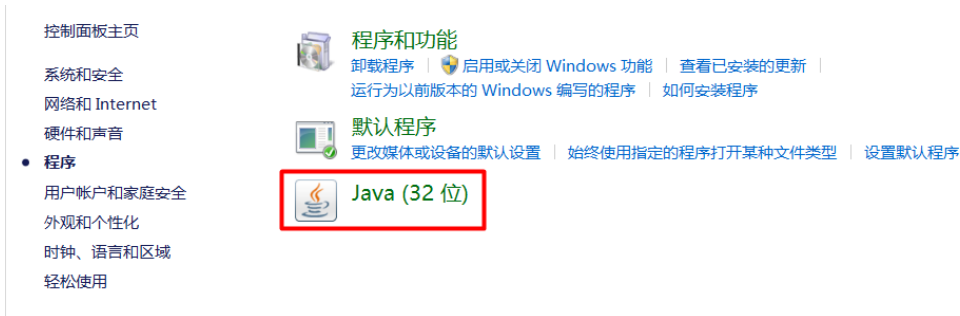 控制面板主页
系统和安全
网络和 Internet
硬件和声音
程序
用户帐户和家庭安全
外观和个性化
时钟、语言和区域
轻松使用
程序和功能
卸载程序 启用或关闭 Windows 功能 查看已安装的更新
运行为以前版本的 Windows 编写的程序 如何安装程序
默认程序
更改媒体或设备的默认设置 始终使用指定的程序打开某种文件类型 设置默认程序
Java (32 位)